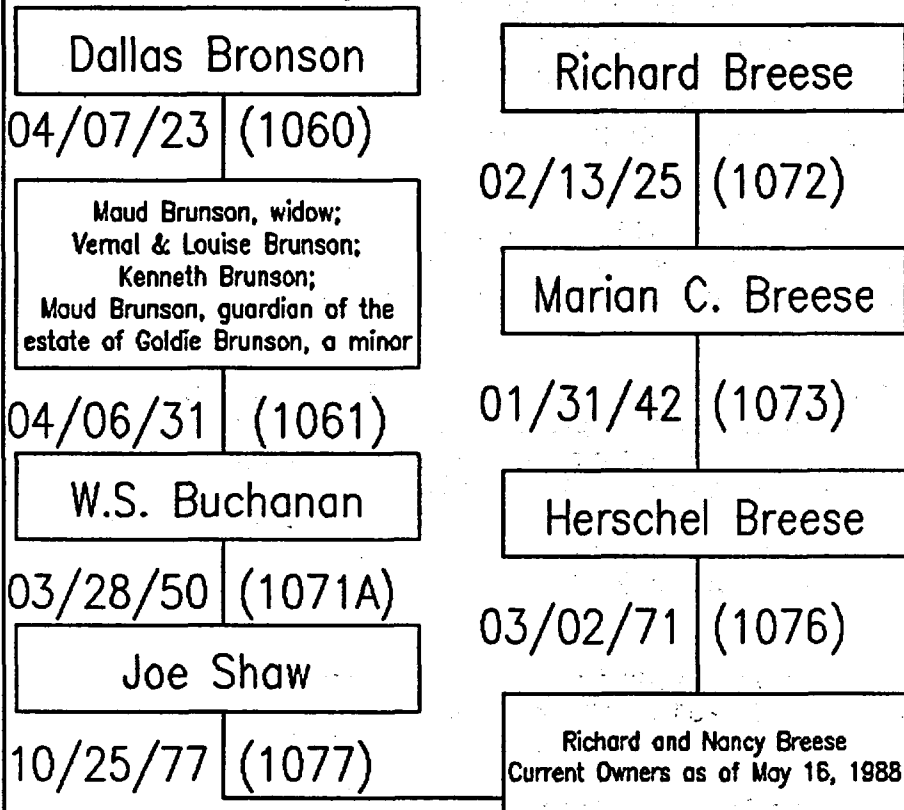 Dallas Bronson
04/07/23 (1060)
Maud Brunson, widow;
Vernal & Louise Brunson;
Kenneth Brunson;
Maud Brunson, guardian of the
estate of Goldie Brunson, a minor
04/06/31 (1061)
W.S. Buchanan
03/28/50 (1071A)
Joe Shaw
10/25/77 (1077)
Richard Breese
02/13/25 (1072)
Marian C. Breese
01/31/42 (1073)
Herschel Breese
03/02/71 (1076)
Richard and Nancy Breese
Current Owners as of May 16, 1988